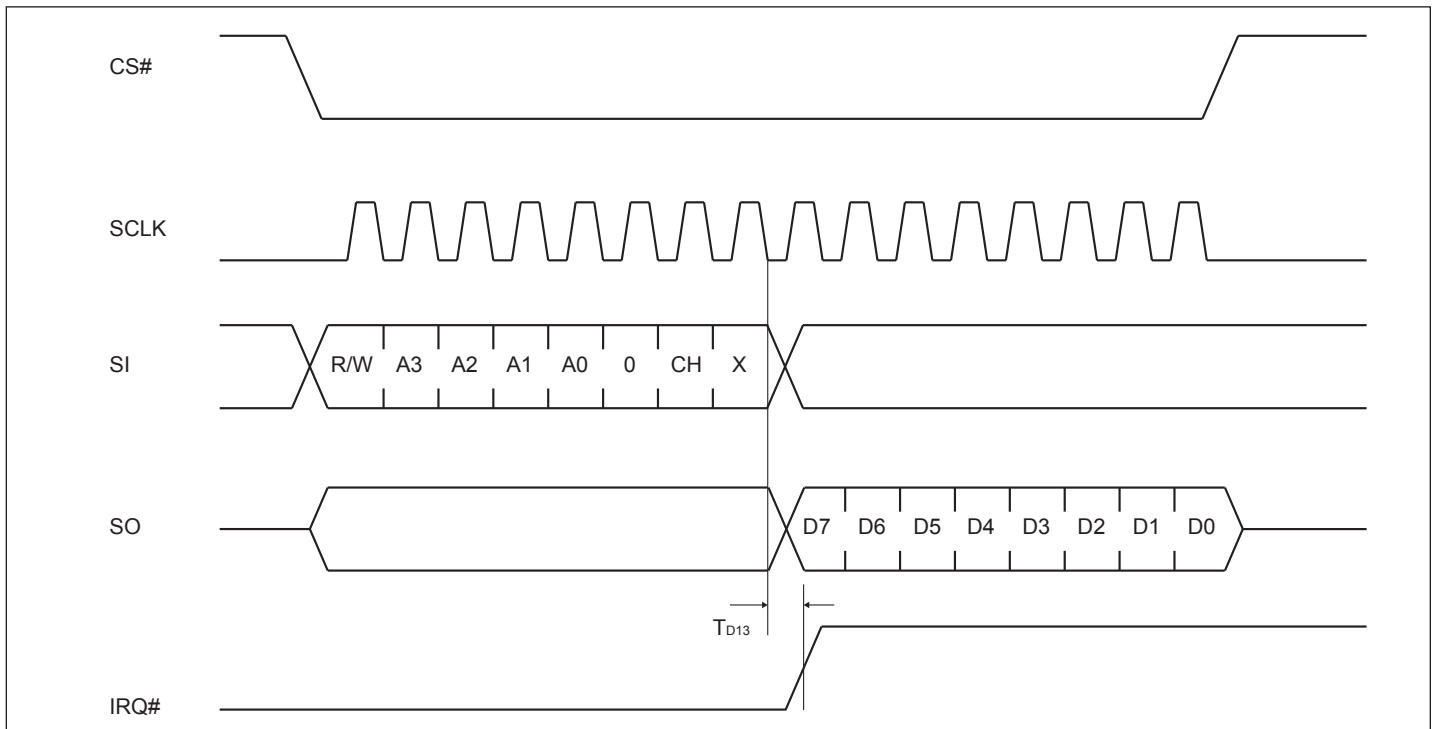 CS#
SCLK
SI
R/W A3 A2 A1 A0 0 CH X
SO
D7 D6 D5 D4 D3 D2 D1 D0
TD13
IRQ#